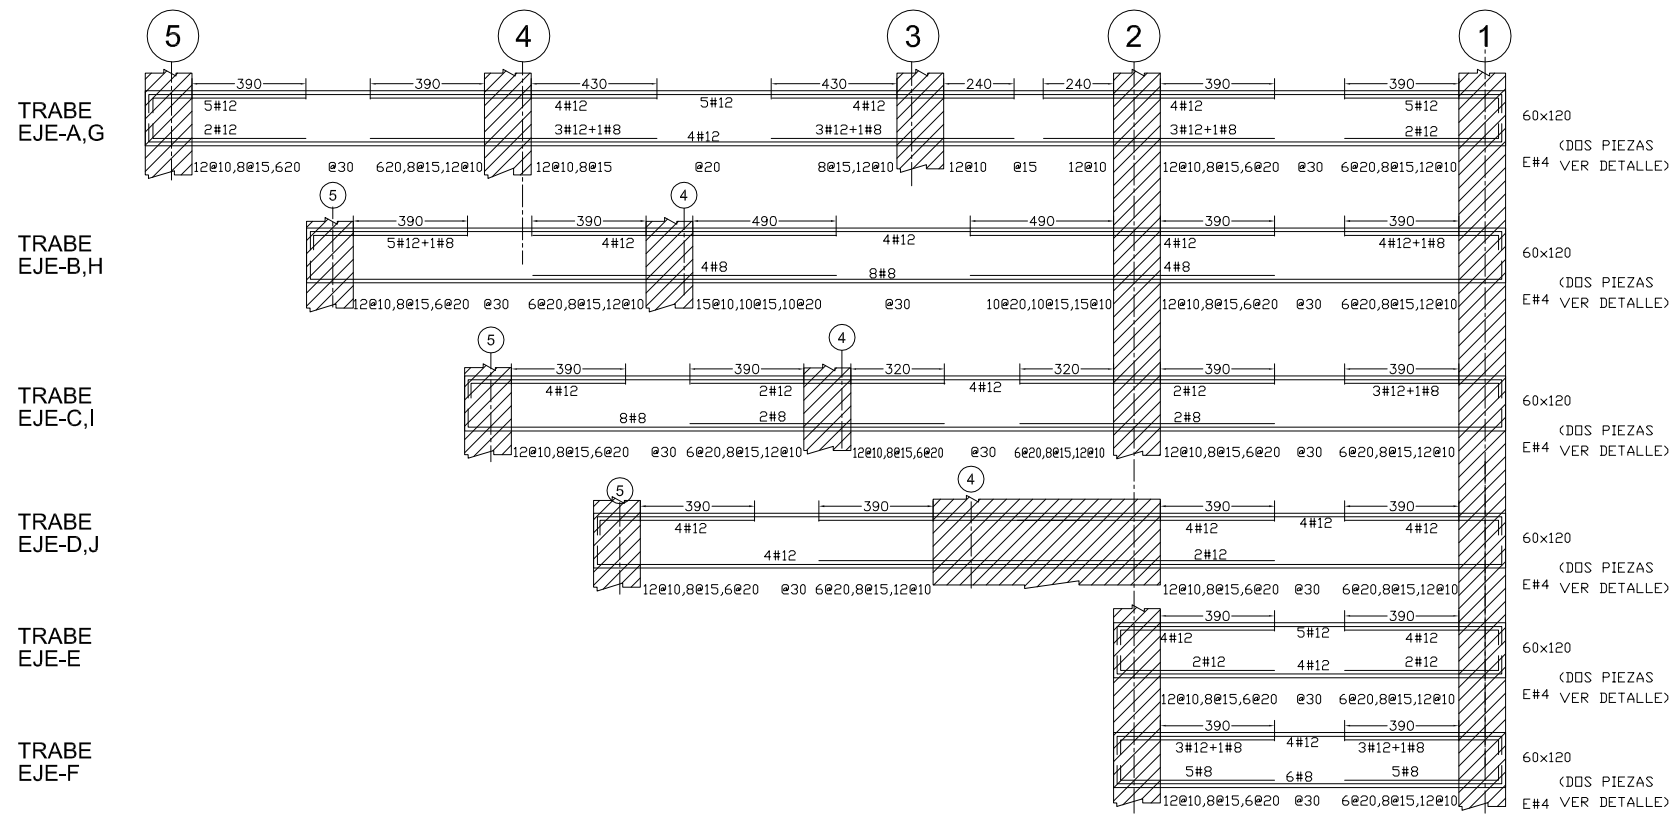 5 4 3 2 1
390 390 430 430 240 240 390 390
TRABE
EJE-A,G
5#12 4#12 5#12 4#12 4#12 5#12
2#12 3#12+1#8 4#12 3#12+1#8 3#12+1#8 2#12
60x120
(DOS PIEZAS
12@10,8@15,620 @30 620,8@15,12@10 12@10,8@15 @20 8@15,12@10 12@10 @15 12@10 12@10,8@15,6@20 @30 6@20,8@15,12@10 E#4 VER DETALLE)
5 4
390 390 490 490 390 390
TRABE
EJE-B,H
5#12+1#8 4#12 4#12 4#12 4#12+1#8
4#8 8#8 4#8
60x120
(DOS PIEZAS
12@10,8@15,6@20 @30 6@20,8@15,12@10 15@10,10@15,10@20 @30 10@20,10@15,15@10 12@10,8@15,6@20 @30 6@20,8@15,12@10 E#4 VER DETALLE)
5 4
390 390 320 320 390 390
TRABE
EJE-C,I
4#12 2#12 4#12 2#12 3#12+1#8
8#8 2#8 2#8
60x120
(DOS PIEZAS
12@10,8@15,6@20 @30 6@20,8@15,12@10 12@10,8@15,6@20 @30 6@20,8@15,12@10 12@10,8@15,6@20 @30 6@20,8@15,12@10 E#4 VER DETALLE)
5 4
390 390 390 390
TRABE
EJE-D,J
4#12 4#12 4#12 4#12
4#12 2#12
60x120
(DOS PIEZAS
12@10,8@15,6@20 @30 6@20,8@15,12@10 12@10,8@15,6@20 @30 6@20,8@15,12@10 E#4 VER DETALLE)
390 390
TRABE
EJE-E
4#12 5#12 4#12
2#12 4#12 2#12
60x120
(DOS PIEZAS
12@10,8@15,6@20 @30 6@20,8@15,12@10 E#4 VER DETALLE)
390 390
TRABE
EJE-F
3#12+1#8 4#12 3#12+1#8
5#8 6#8 5#8
60x120
(DOS PIEZAS
12@10,8@15,6@20 @30 6@20,8@15,12@10 E#4 VER DETALLE)